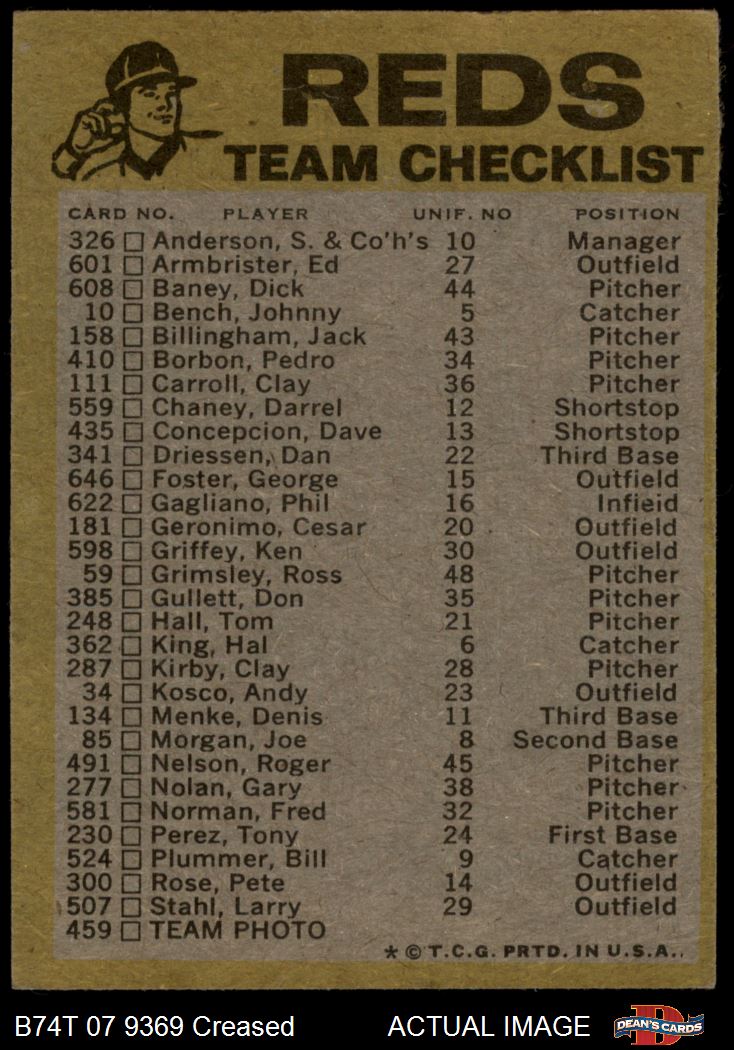 REDS
TEAM CHECKLIST
CARD NO. PLAYER UNIF. NO POSITION
326 Anderson, S. & Co'h's 10 Manager
601 Armbrister, Ed 27 Outfield
608 Baney, Dick 44 Pitcher
10 Bench, Johnny 5 Catcher
158 Billingham, Jack 43 Pitcher
410 Borbon, Pedro 34 Pitcher
111 Carroll, Clay 36 Pitcher
559 Chaney, Darrel 12 Shortstop
435 Concepcion, Dave 13 Shortstop
341 Driessen, Dan 22 Third Base
646 Foster, George 15 Outfield
622 Gagliano, Phil 16 Infieid
181 Geronimo, Cesar 20 Outfield
598 Griffey, Ken 30 Outfield
59 Grimsley, Ross 48 Pitcher
385 Gullett, Don 35 Pitcher
248 Hall, Tom 21 Pitcher
362 King, Hal 6 Catcher
287 Kirby, Clay 28 Pitcher
34 Kosco, Andy 23 Outfield
134 Menke, Denis 11 Third Base
85 Morgan, Joe 8 Second Base
491 Nelson, Roger 45 Pitcher
277 Nolan, Gary 38 Pitcher
581 Norman, Fred 32 Pitcher
230 Perez, Tony 24 First Base
524 Plummer, Bill 9 Catcher
300 Rose, Pete 14 Outfield
507 Stahl, Larry 29 Outfield
459 TEAM PHOTO
* © T.C.G. PRTD. IN U.S.A.
B74T 07 9369 Creased ACTUAL IMAGE DEAN'S CARDS